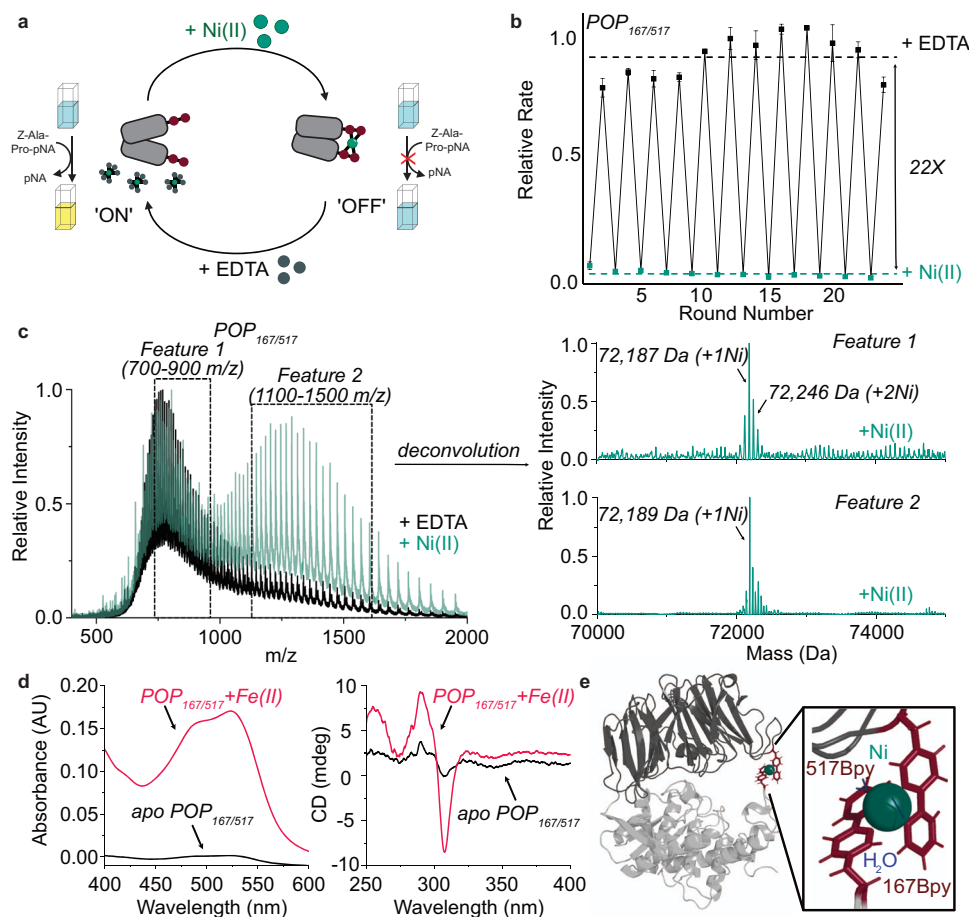 a
+ Ni(II)
Z-Ala-
Pro-pNA
pNA
'ON'
'OFF'
Z-Ala-
Pro-pNA
pNA
+ EDTA
b
POP167/517
1.0
0.5
0.0
Relative Rate
5
10
15
20
Round Number
+ EDTA
22X
+ Ni(II)
c
POP167/517
Feature 1
(700-900 m/z)
Feature 2
(1100-1500 m/z)
Relative Intensity
1.0
0.5
0.0
500
1000
1500
2000
m/z
+ EDTA
+ Ni(II)
deconvolution
Relative Intensity
1.0
0.5
0.0
72,187 Da (+1Ni)
Feature 1
72,246 Da (+2Ni)
+Ni(II)
1.0
0.5
0.0
Feature 2
72,189 Da (+1Ni)
+Ni(II)
70000
72000
74000
Mass (Da)
d
Absorbance (AU)
0.20
0.15
0.10
0.05
0.00
POP167/517+Fe(II)
apo POP167/517
400
450
500
550
600
Wavelength (nm)
CD (mdeg)
10
0
-10
POP167/517+Fe(II)
apo POP167/517
250
300
350
400
Wavelength (nm)
e
Ni
517Bpy
H2O
167Bpy